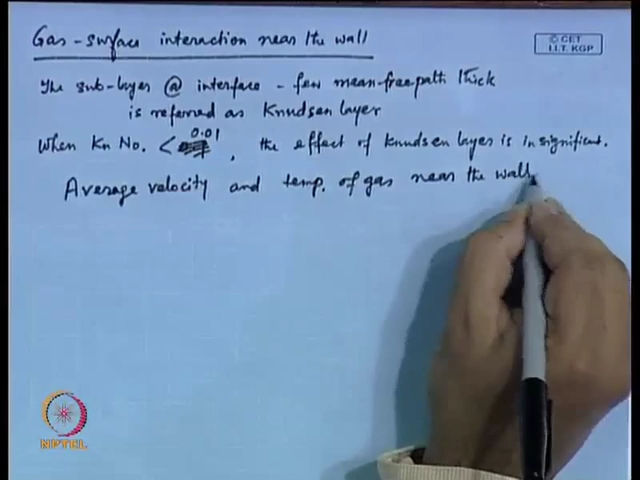 Gas-surface interaction near the wall
© CET
I.I.T. KGP
The sub-layer @ interface - few mean-free path thick
is referred as Knudsen layer
When Kn No. < 0.01, the effect of Knudsen layer is insignificant.
Average velocity and temp. of gas near the wall
NPTEL